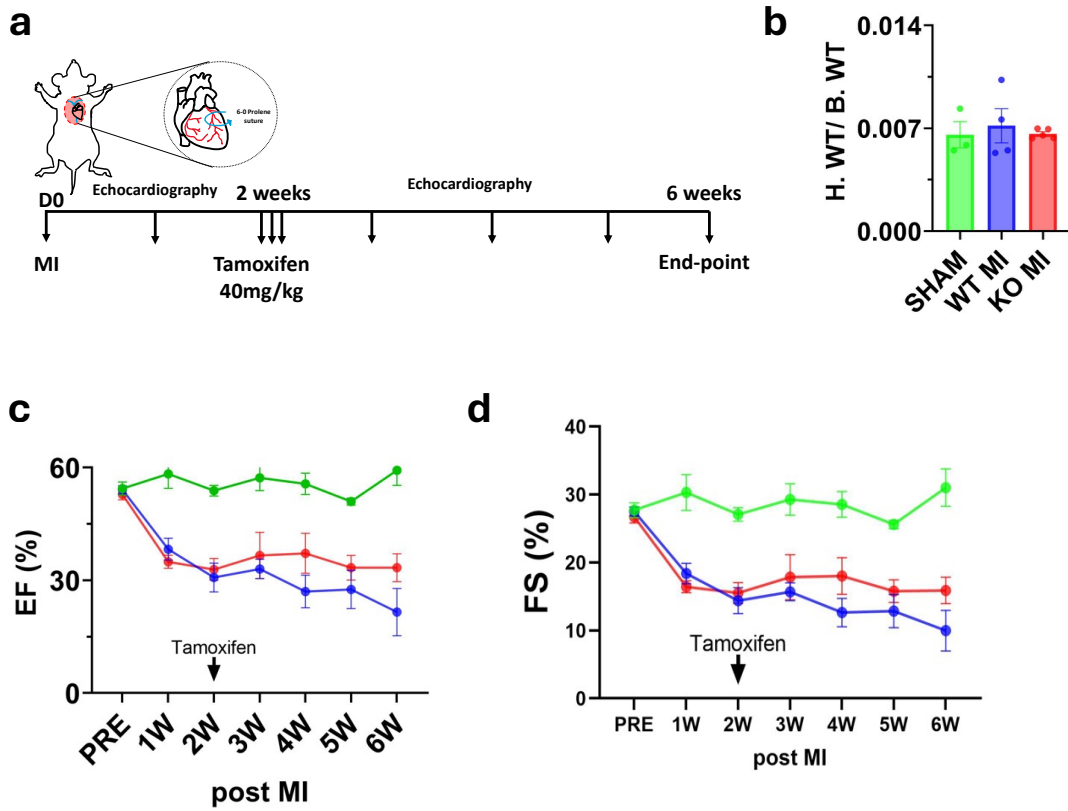 a
6-0 Prolene
suture
Echocardiography
2 weeks
Echocardiography
6 weeks
D0
MI
Tamoxifen
40mg/kg
End-point
b
H. WT/ B. WT
0.014
0.007
0.000
SHAM
WT MI
KO MI
c
EF (%)
60
30
0
Tamoxifen
PRE
1W
2W
3W
4W
5W
6W
post MI
d
FS (%)
40
30
20
10
0
Tamoxifen
PRE
1W
2W
3W
4W
5W
6W
post MI